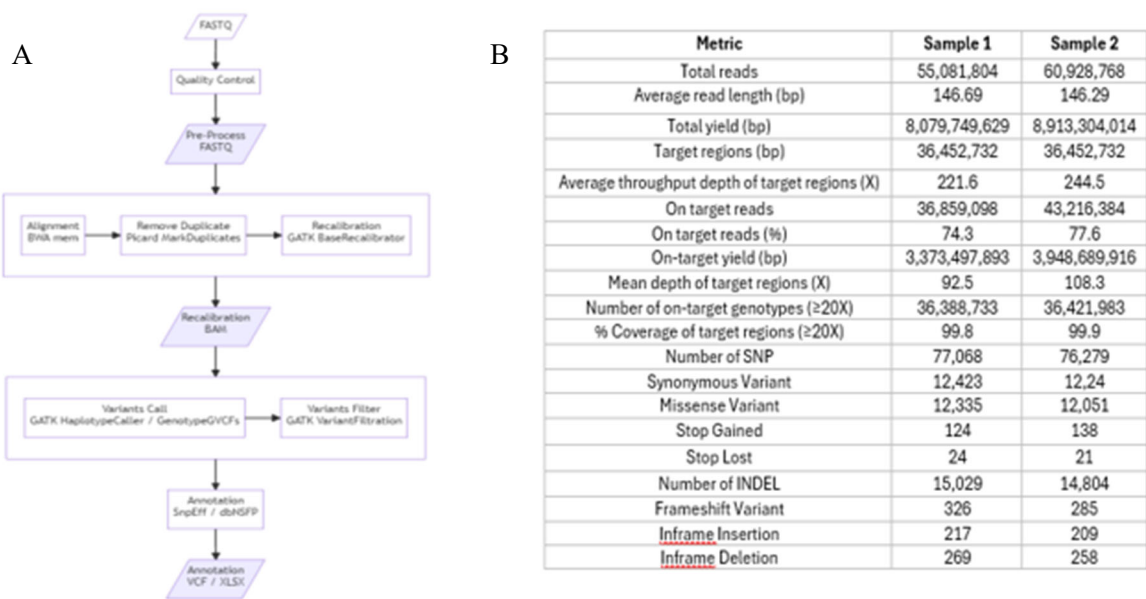 A
FASTQ
Quality Control
Pre-Process
FASTQ
Alignment
BWA mem
Remove Duplicate
Picard MarkDuplicates
Recalibration
GATK BaseRecalibrator
Recalibration
BAM
Variants Call
GATK HaplotypeCaller / GenotypeGVCFs
Variants Filter
GATK VariantFiltration
Annotation
SnpEff / dbNSFP
Annotation
VCF / XLSX
B
Metric Sample 1 Sample 2
Total reads 55,081,804 60,928,768
Average read length (bp) 146.69 146.29
Total yield (bp) 8,079,749,629 8,913,304,014
Target regions (bp) 36,452,732 36,452,732
Average throughput depth of target regions (X) 221.6 244.5
On target reads 36,859,098 43,216,384
On target reads (%) 74.3 77.6
On-target yield (bp) 3,373,497,893 3,948,689,916
Mean depth of target regions (X) 92.5 108.3
Number of on-target genotypes (≥20X) 36,388,733 36,421,983
% Coverage of target regions (≥20X) 99.8 99.9
Number of SNP 77,068 76,279
Synonymous Variant 12,423 12,24
Missense Variant 12,335 12,051
Stop Gained 124 138
Stop Lost 24 21
Number of INDEL 15,029 14,804
Frameshift Variant 326 285
Inframe Insertion 217 209
Inframe Deletion 269 258